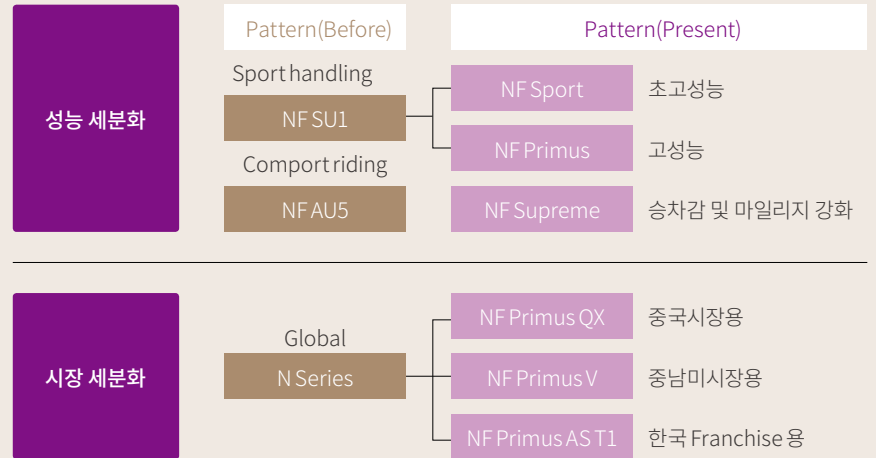 Pattern(Before)
Pattern(Present)
성능 세분화
Sport handling
NF SU1
NF Sport
초고성능
NF Primus
고성능
Comport riding
NF AU5
NF Supreme
승차감 및 마일리지 강화
시장 세분화
Global
N Series
NF Primus QX
중국시장용
NF Primus V
중남미시장용
NF Primus AS T1
한국 Franchise 용